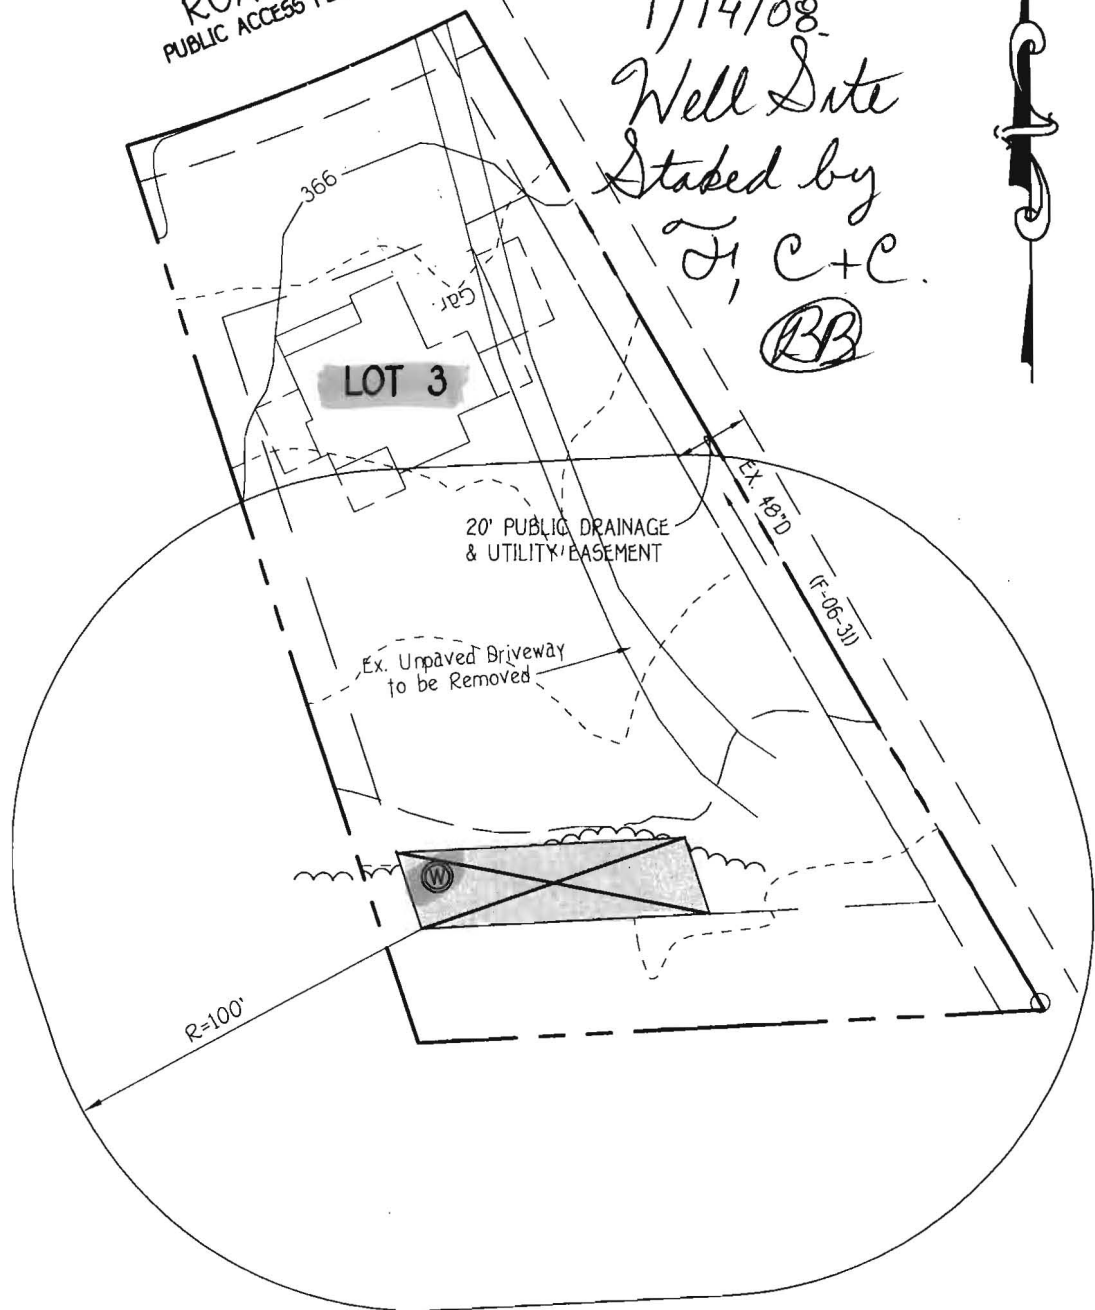 PUBLIC ACCESS
1/14/08
Well Site
Staked by
F, C + C.
BB
366
Gar.
LOT 3
EX. 48"D
20' PUBLIC DRAINAGE
& UTILITY EASEMENT
(F-06-31)
Ex. Unpaved Driveway
to be Removed
W
R=100'